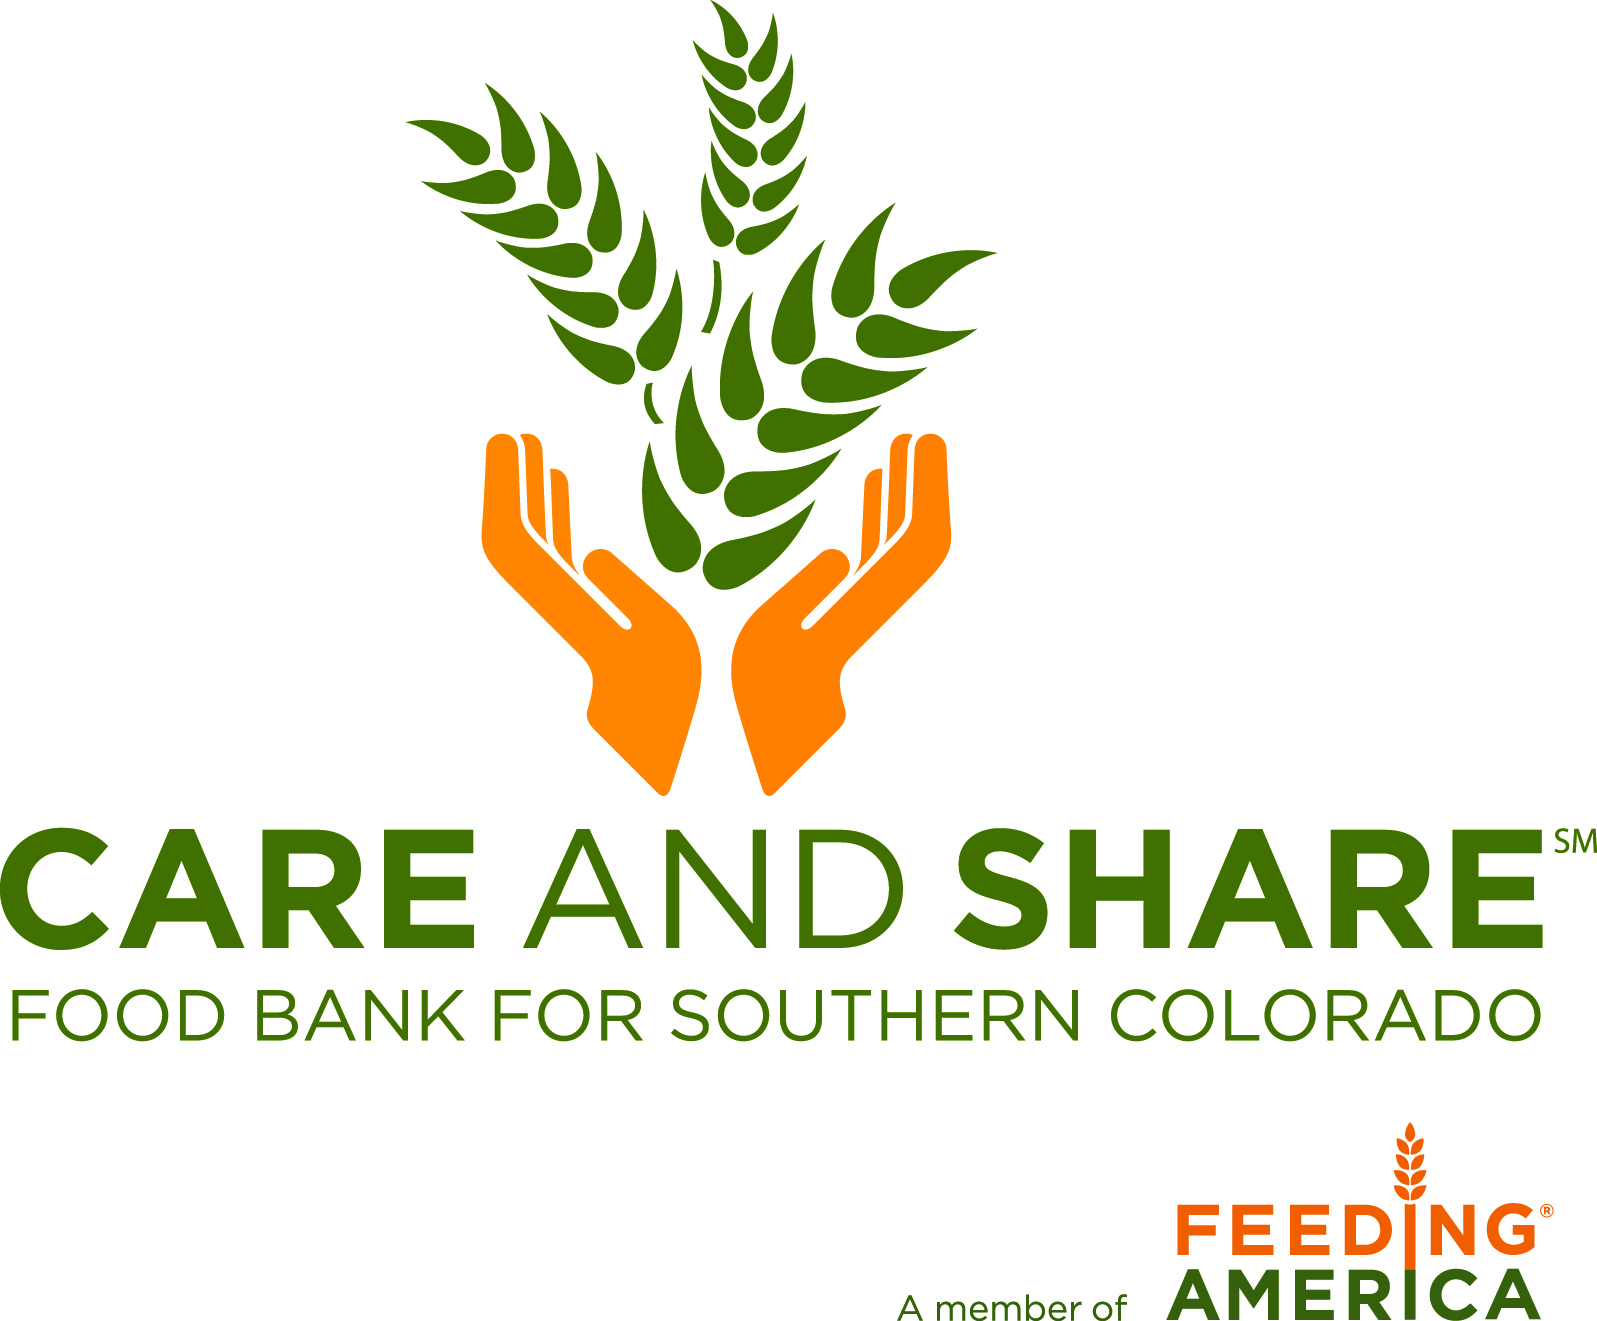 CARE AND SHARE℠
FOOD BANK FOR SOUTHERN COLORADO
FEEDING®
A member of AMERICA